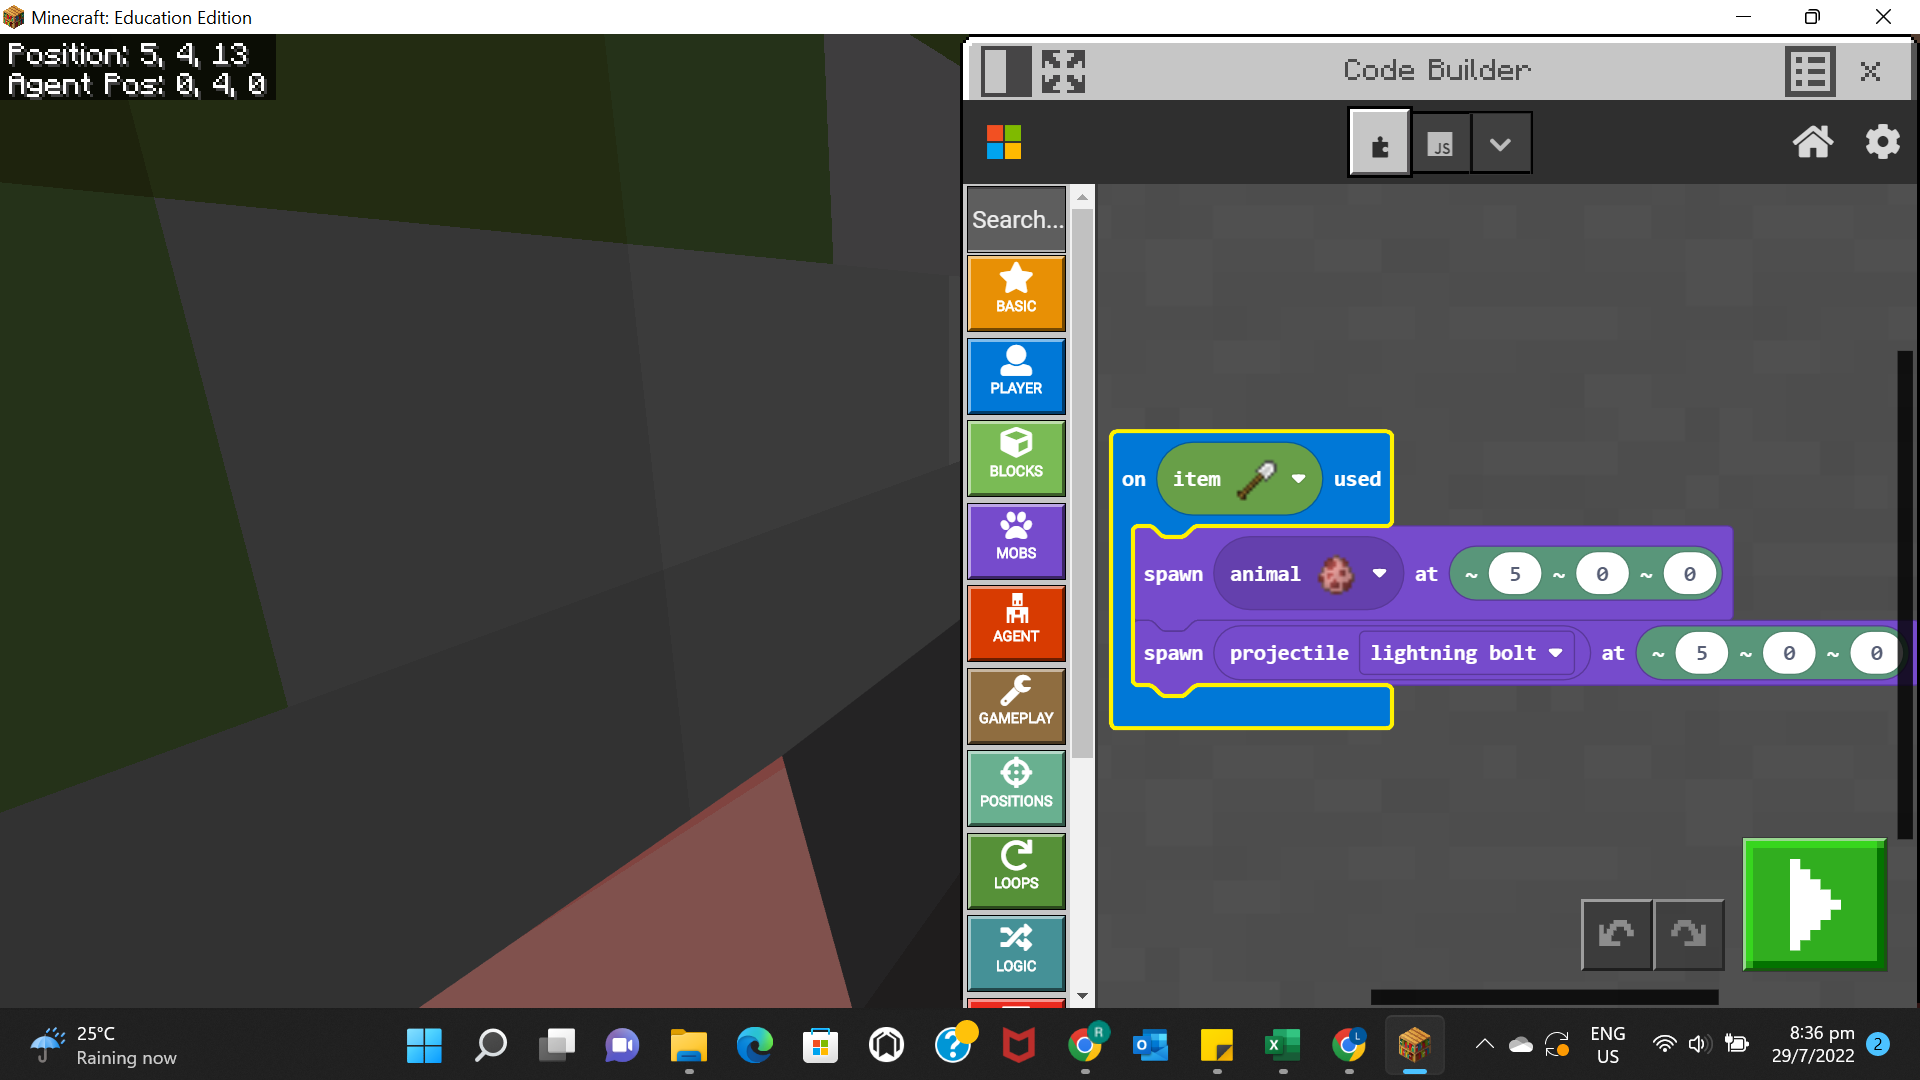 Minecraft: Education Edition
Position: 5, 4, 13
Agent Pos: 0, 4, 0
Code Builder
JS
Search...
BASIC
PLAYER
BLOCKS
MOBS
AGENT
GAMEPLAY
POSITIONS
LOOPS
LOGIC
on item used
spawn animal at ~ 5 ~ 0 ~ 0
spawn projectile lightning bolt at ~ 5 ~ 0 ~ 0
25°C
Raining now
R
L
ENG
US
8:36 pm
29/7/2022
2